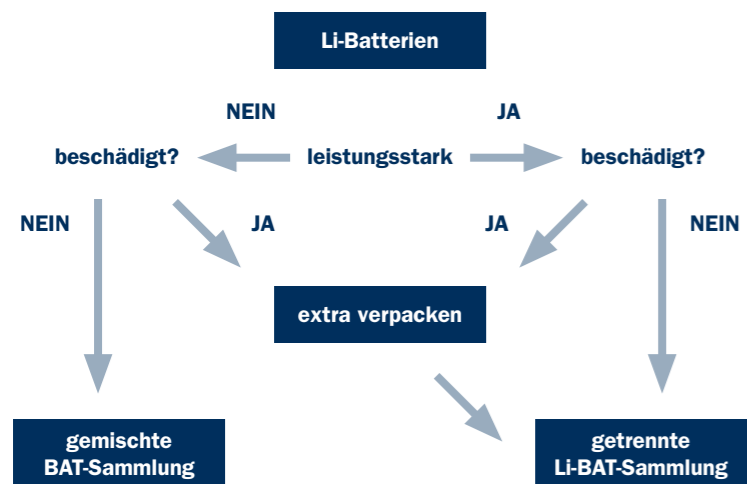 Li-Batterien
NEIN JA
beschädigt? leistungsstark beschädigt?
NEIN JA JA NEIN
extra verpacken
gemischte
BAT-Sammlung
getrennte
Li-BAT-Sammlung